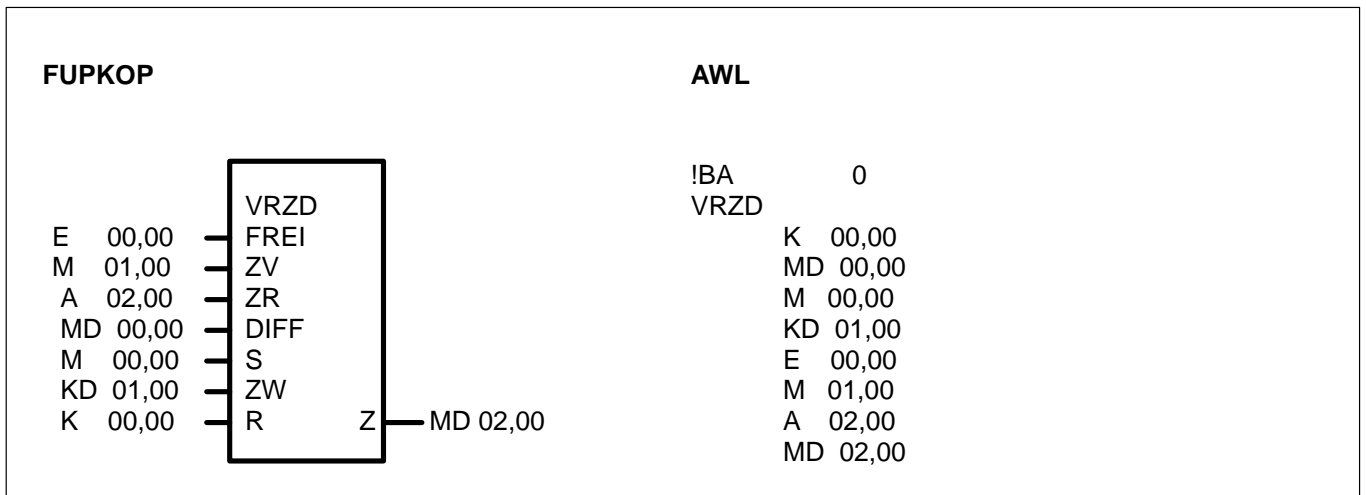 FUPKOP
AWL
VRZD
E 00,00 FREI
M 01,00 ZV
A 02,00 ZR
MD 00,00 DIFF
M 00,00 S
KD 01,00 ZW
K 00,00 R Z MD 02,00
!BA 0
VRZD
K 00,00
MD 00,00
M 00,00
KD 01,00
E 00,00
M 01,00
A 02,00
MD 02,00